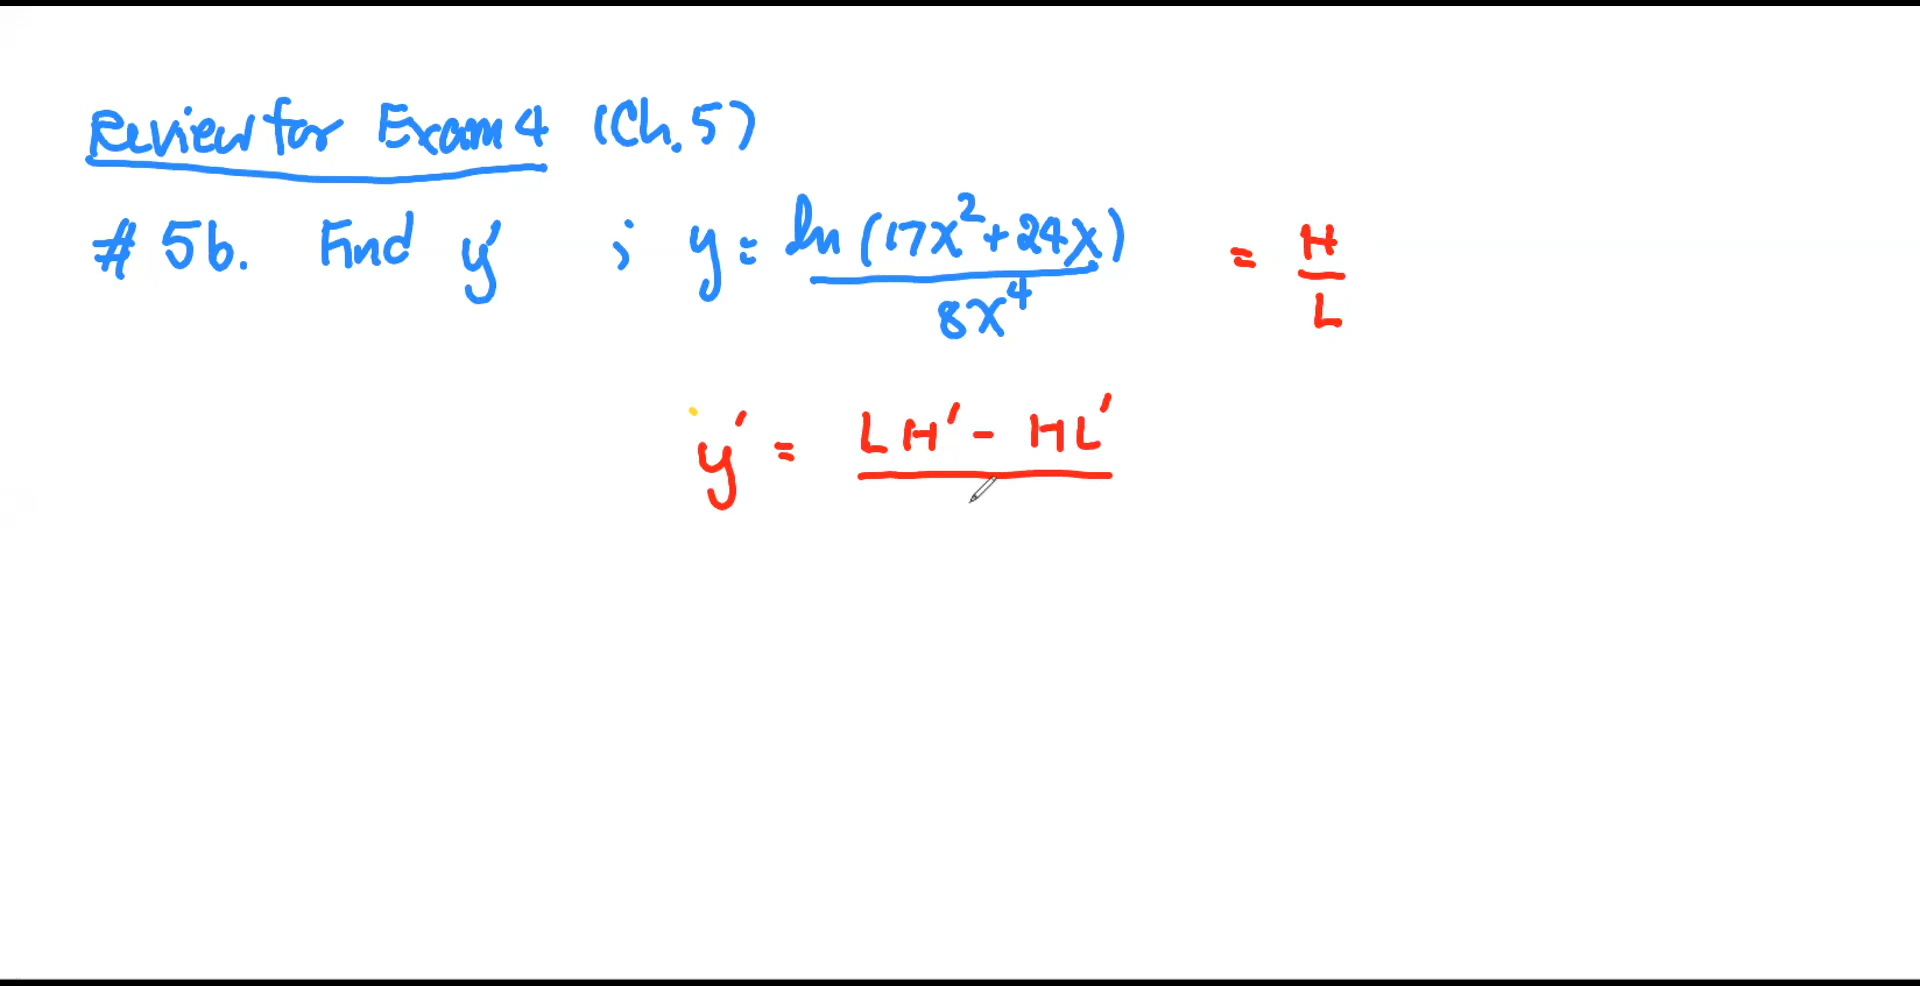 Review for Exam 4 (Ch. 5)
# 5b. Find y' ; y = ln(17x²+24x) / 8x⁴ = H / L
y' = LH' - HL'